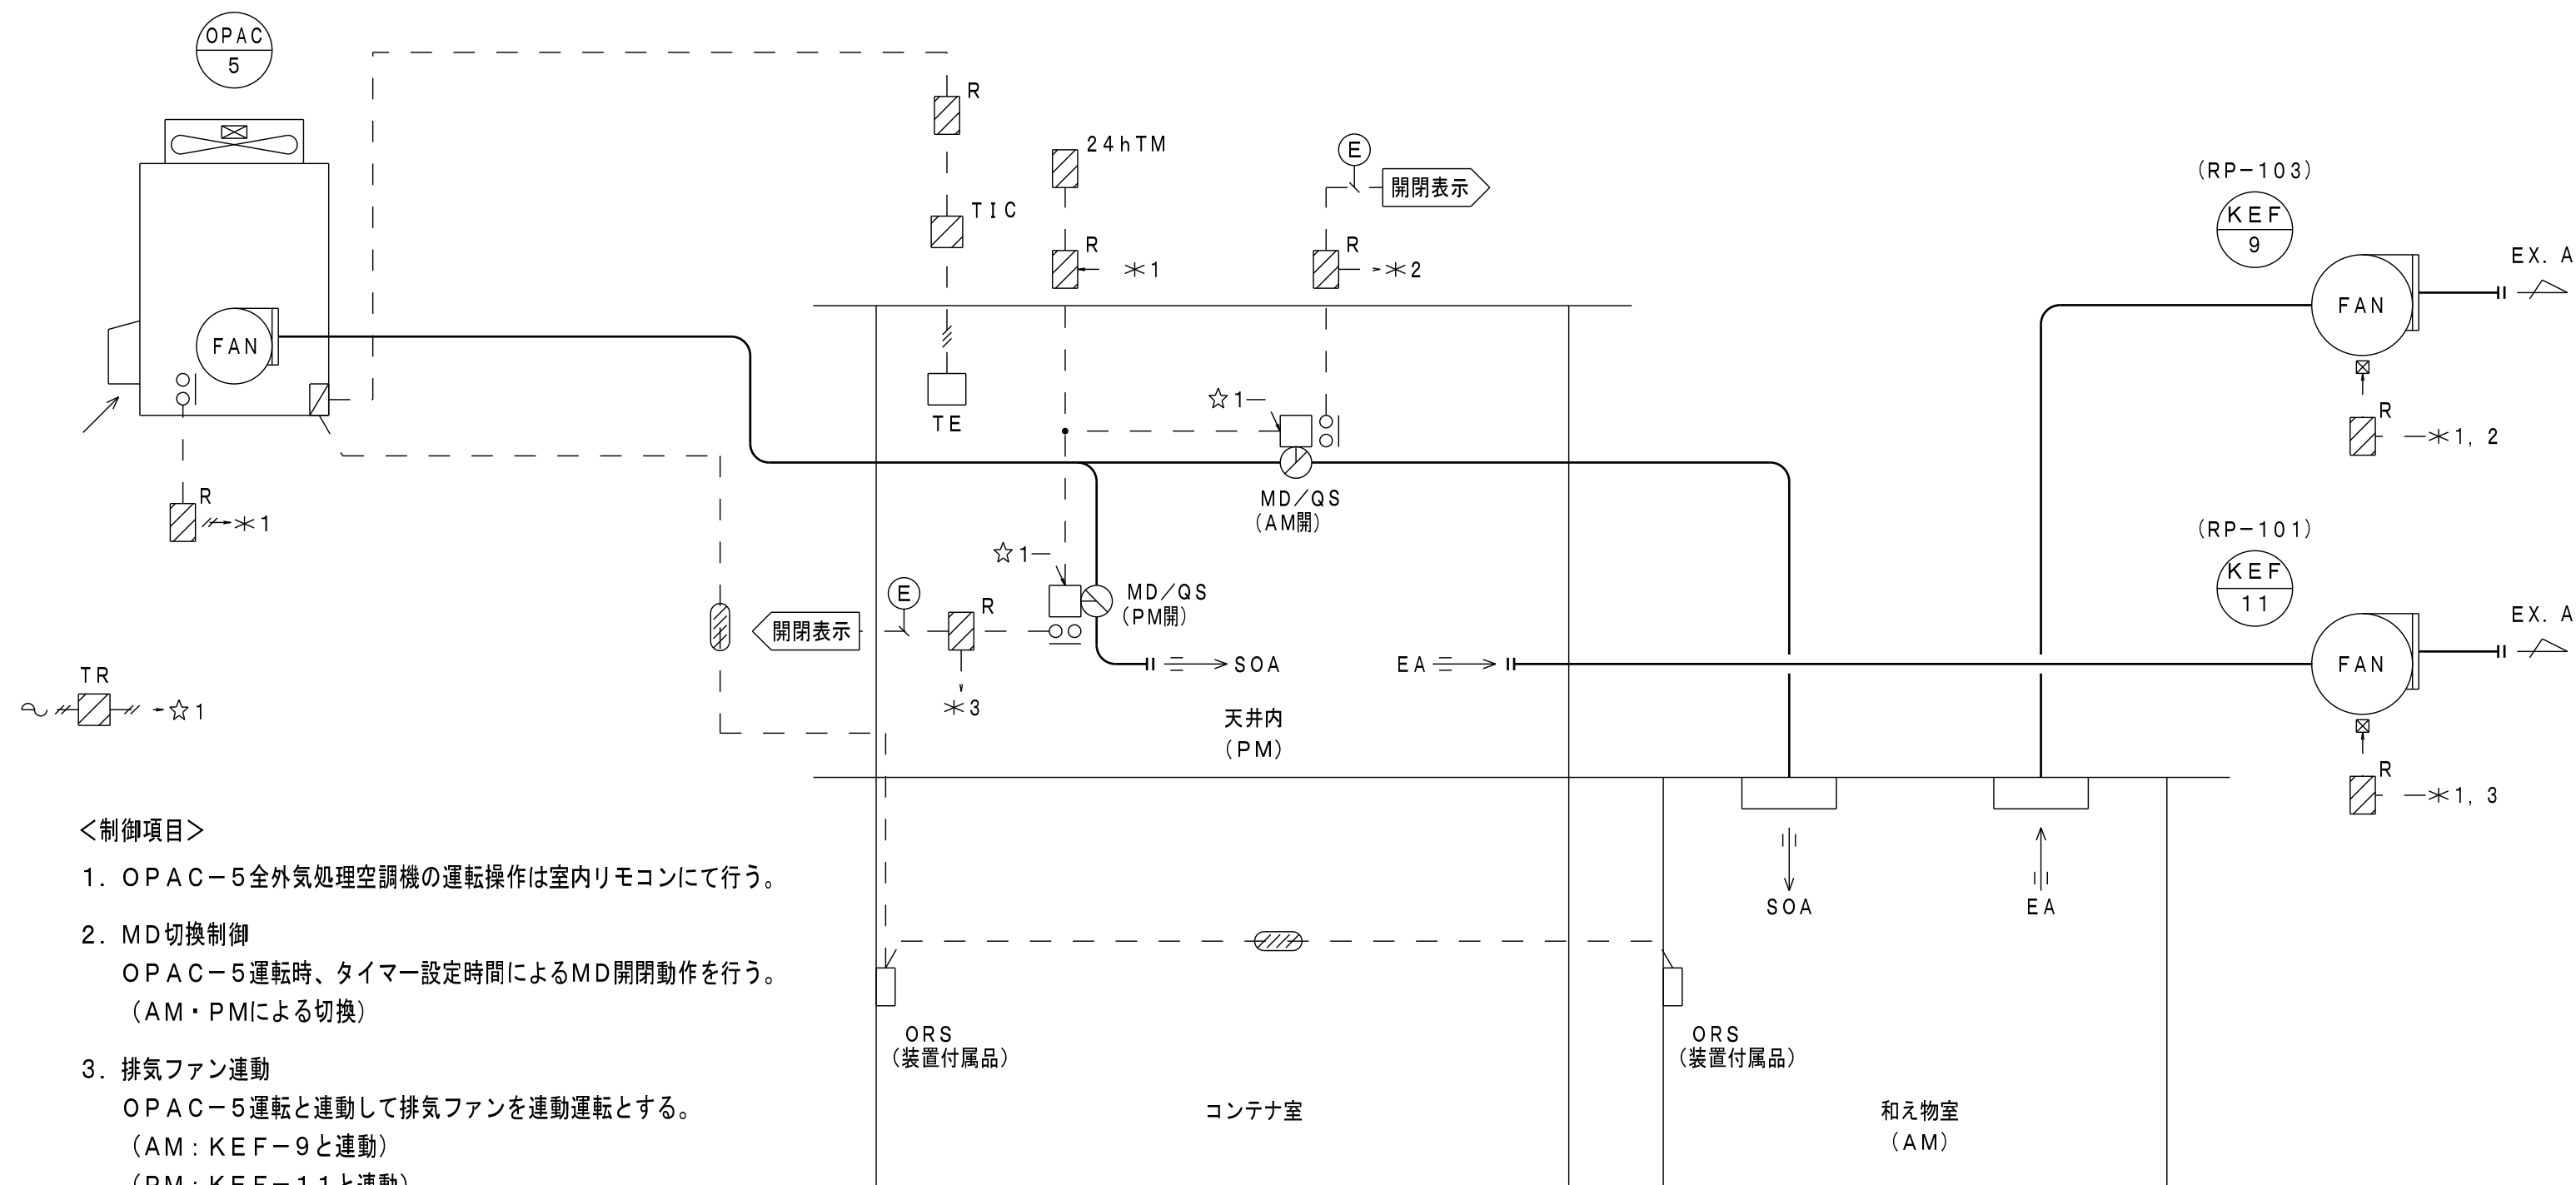 OPAC
5
R
24hTM
E
開閉表示
(RP-103)
KEF
9
TIC
R
*1
R
*2
EX. A
FAN
FAN
TE
☆1
R
*1, 2
MD/QS
(AM開)
R
*1
(RP-101)
KEF
11
☆1
MD/QS
(PM開)
E
R
開閉表示
EX. A
FAN
SOA
EA
TR
☆1
*3
天井内
(PM)
R
*1, 3
<制御項目>
1. OPAC-5全外気処理空調機の運転操作は室内リモコンにて行う。
2. MD切換制御
OPAC-5運転時、タイマー設定時間によるMD開閉動作を行う。
(AM・PMによる切換)
3. 排気ファン連動
OPAC-5運転と連動して排気ファンを連動運転とする。
(AM:KEF-9と連動)
(PM:KEF-11と連動)
SOA
EA
ORS
(装置付属品)
ORS
(装置付属品)
コンテナ室
和え物室
(AM)